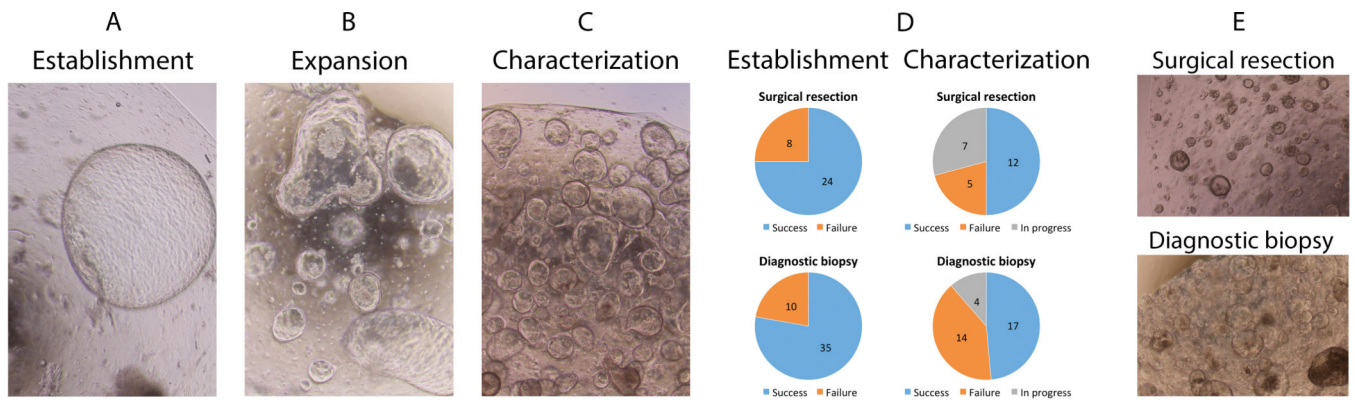 A
B
C
D
E
Establishment
Expansion
Characterization
Establishment
Characterization
Surgical resection
Surgical resection
8
24
Success
Failure
Surgical resection
7
12
5
Success
Failure
In progress
Diagnostic biopsy
10
35
Success
Failure
Diagnostic biopsy
4
17
14
Success
Failure
In progress
Diagnostic biopsy